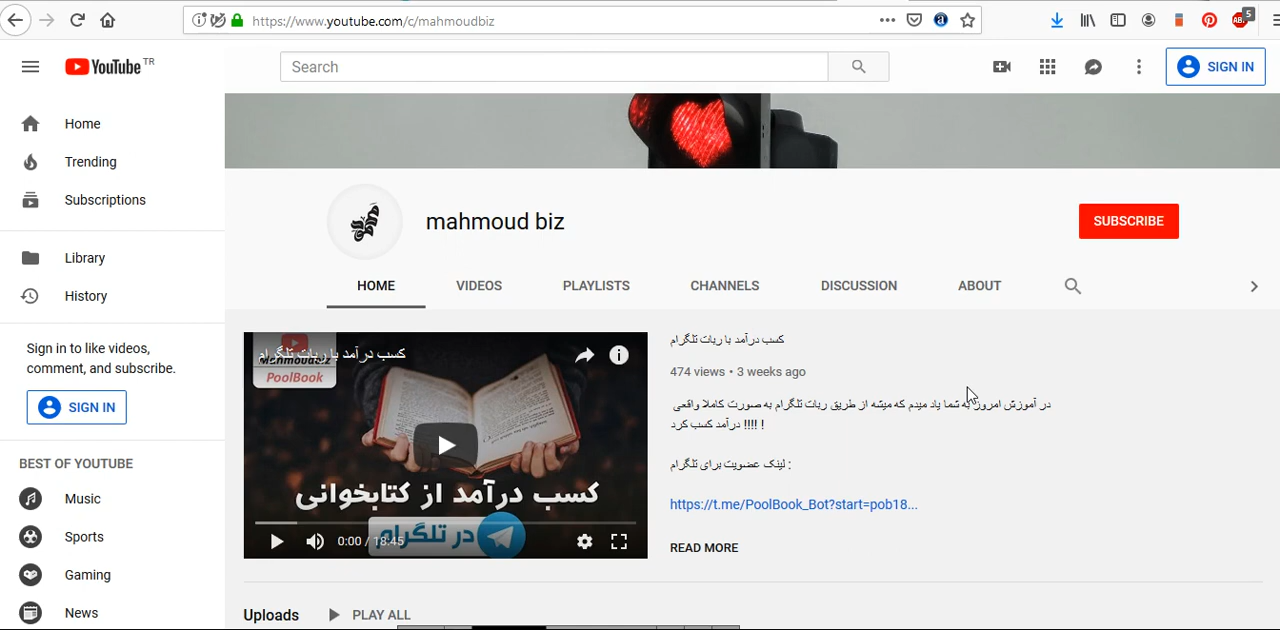 https://www.youtube.com/c/mahmoudbiz
5
YouTube TR
Search
SIGN IN
Home
Trending
Subscriptions
Library
History
Sign in to like videos,
comment, and subscribe.
SIGN IN
BEST OF YOUTUBE
Music
Sports
Gaming
News
mahmoud biz
SUBSCRIBE
HOME VIDEOS PLAYLISTS CHANNELS DISCUSSION ABOUT
کسب درآمد با ربات تلگرام
MahmoudBiz
PoolBook
کسب درآمد از کتابخوانی
در تلگرام
0:00 / 18:45
کسب درآمد با ربات تلگرام
474 views • 3 weeks ago
در آموزش امروز به شما یاد میدم که میشه از طریق ربات تلگرام به صورت کاملا واقعی
درآمد کسب کرد !!!! !
لینک عضویت برای تلگرام :
https://t.me/PoolBook_Bot?start=pob18...
READ MORE
Uploads PLAY ALL